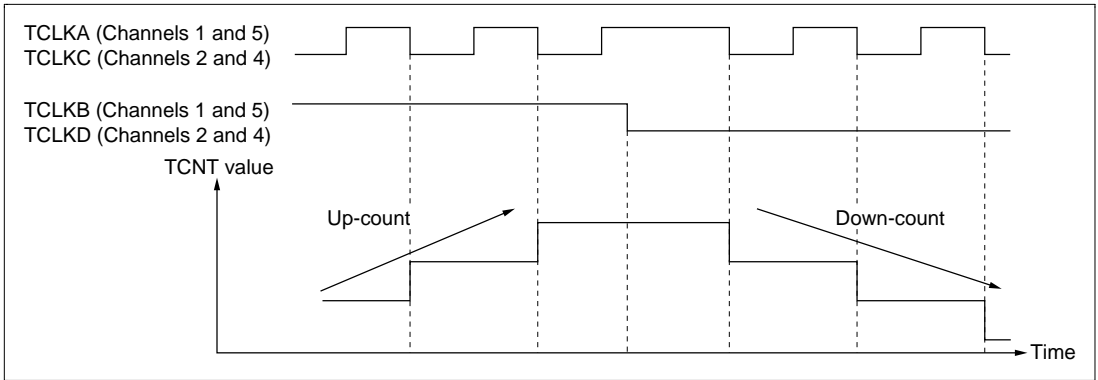 TCLKA (Channels 1 and 5)
TCLKC (Channels 2 and 4)
TCLKB (Channels 1 and 5)
TCLKD (Channels 2 and 4)
TCNT value
Up-count
Down-count
Time